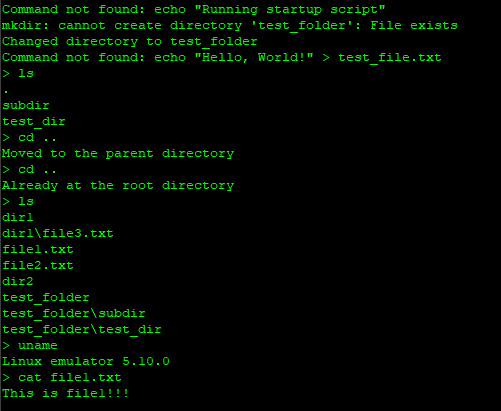 Command not found: echo "Running startup script"
mkdir: cannot create directory 'test_folder': File exists
Changed directory to test_folder
Command not found: echo "Hello, World!" > test_file.txt
> ls
.
subdir
test_dir
> cd ..
Moved to the parent directory
> cd ..
Already at the root directory
> ls
dir1
dir1\file3.txt
file1.txt
file2.txt
dir2
test_folder
test_folder\subdir
test_folder\test_dir
> uname
Linux emulator 5.10.0
> cat file1.txt
This is file1!!!